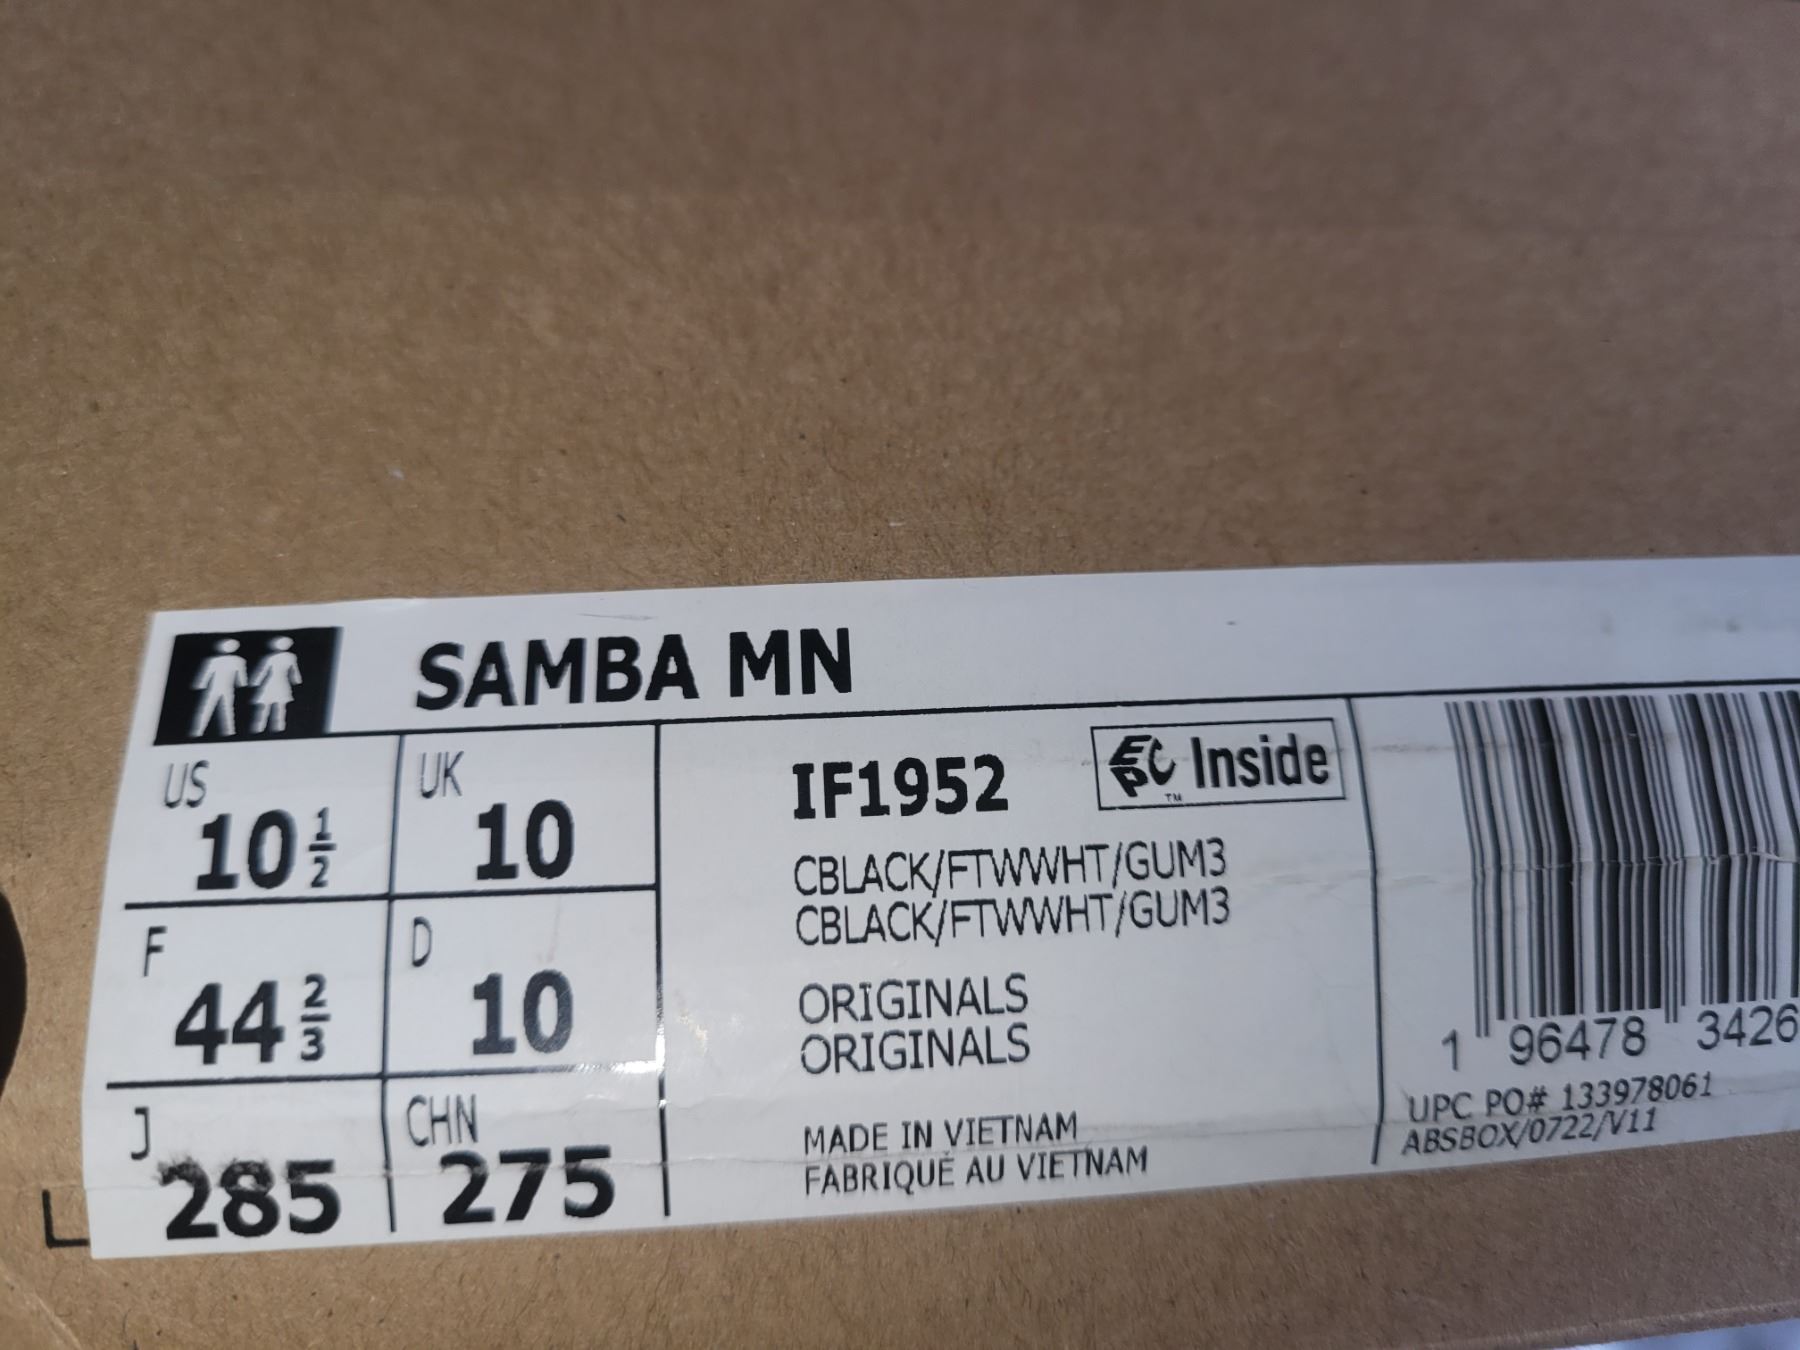 SAMBA MN
US
10 1/2
UK
10
F
44 2/3
D
10
J
285
CHN
275
IF1952
EPC Inside
TM
CBLACK/FTWWHT/GUM3
CBLACK/FTWWHT/GUM3
ORIGINALS
ORIGINALS
MADE IN VIETNAM
FABRIQUÉ AU VIETNAM
1 96478 3426
UPC PO# 133978061
ABSBOX/0722/V11